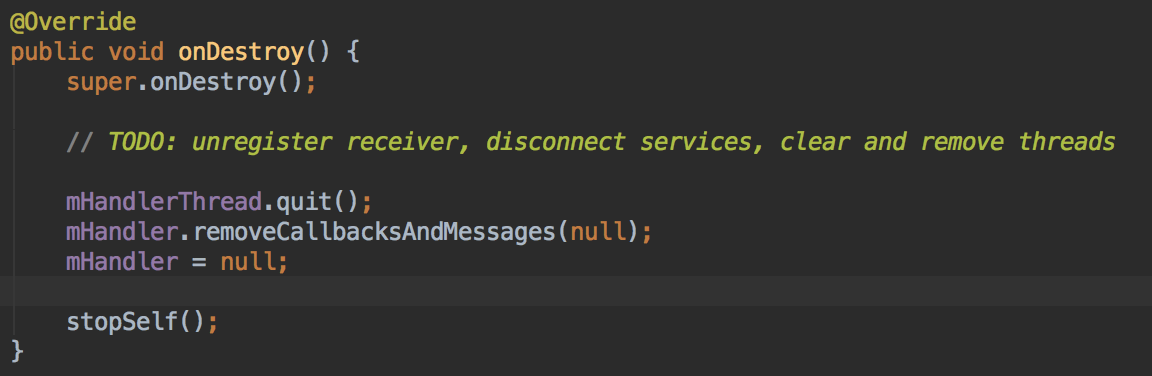 @Override
public void onDestroy() {
    super.onDestroy();
    // TODO: unregister receiver, disconnect services, clear and remove threads
    mHandlerThread.quit();
    mHandler.removeCallbacksAndMessages(null);
    mHandler = null;
    stopSelf();
}